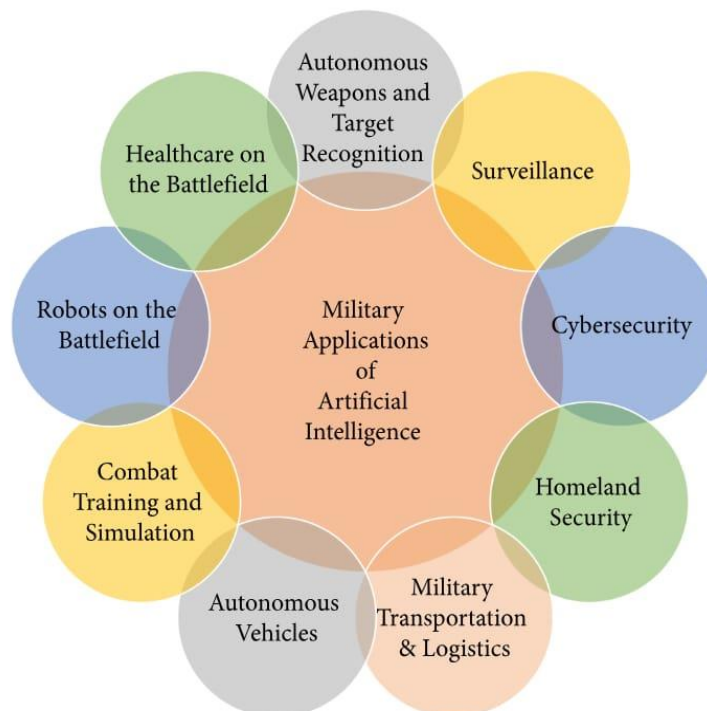 Autonomous
Weapons and
Target
Recognition
Surveillance
Cybersecurity
Homeland
Security
Military
Transportation
& Logistics
Autonomous
Vehicles
Combat
Training and
Simulation
Robots on the
Battlefield
Healthcare on
the Battlefield
Military
Applications
of
Artificial
Intelligence